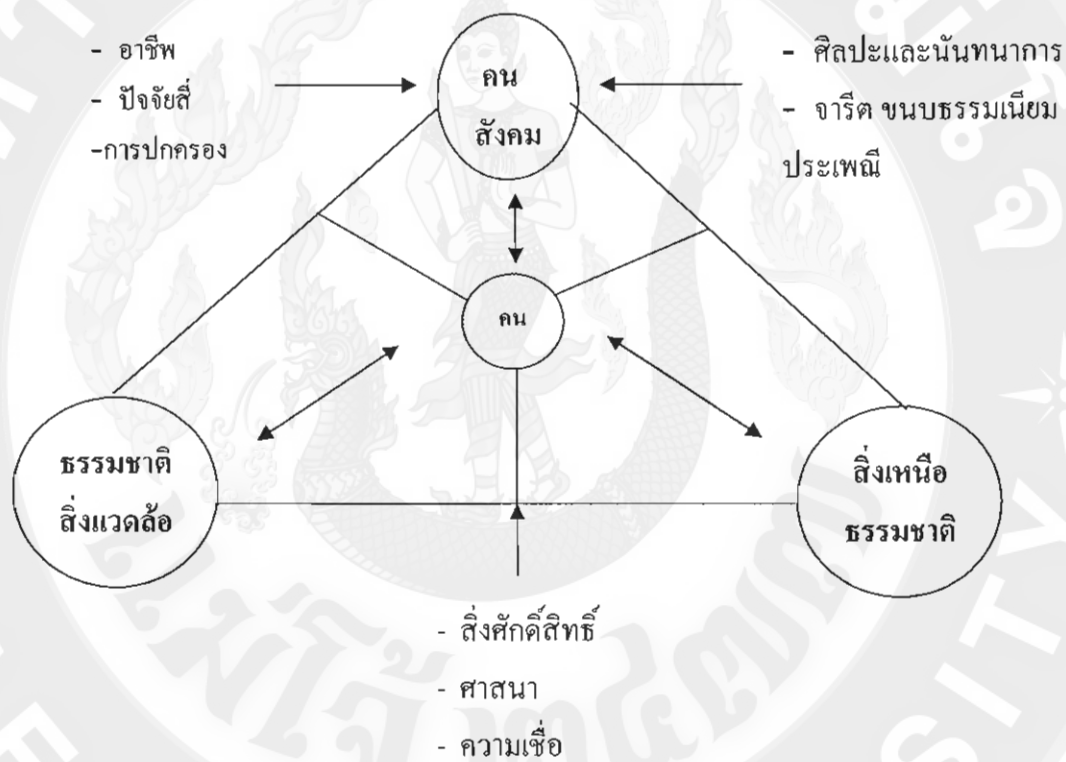 - อาชีพ
- ปัจจัยสี่
-การปกครอง
คน
สังคม
- ศิลปะและนันทนาการ
- จารีต ขนบธรรมเนียม
ประเพณี
คน
ธรรมชาติ
สิ่งแวดล้อ
สิ่งเหนือ
ธรรมชาติ
- สิ่งศักดิ์สิทธิ์
- ศาสนา
- ความเชื่อ
SITY